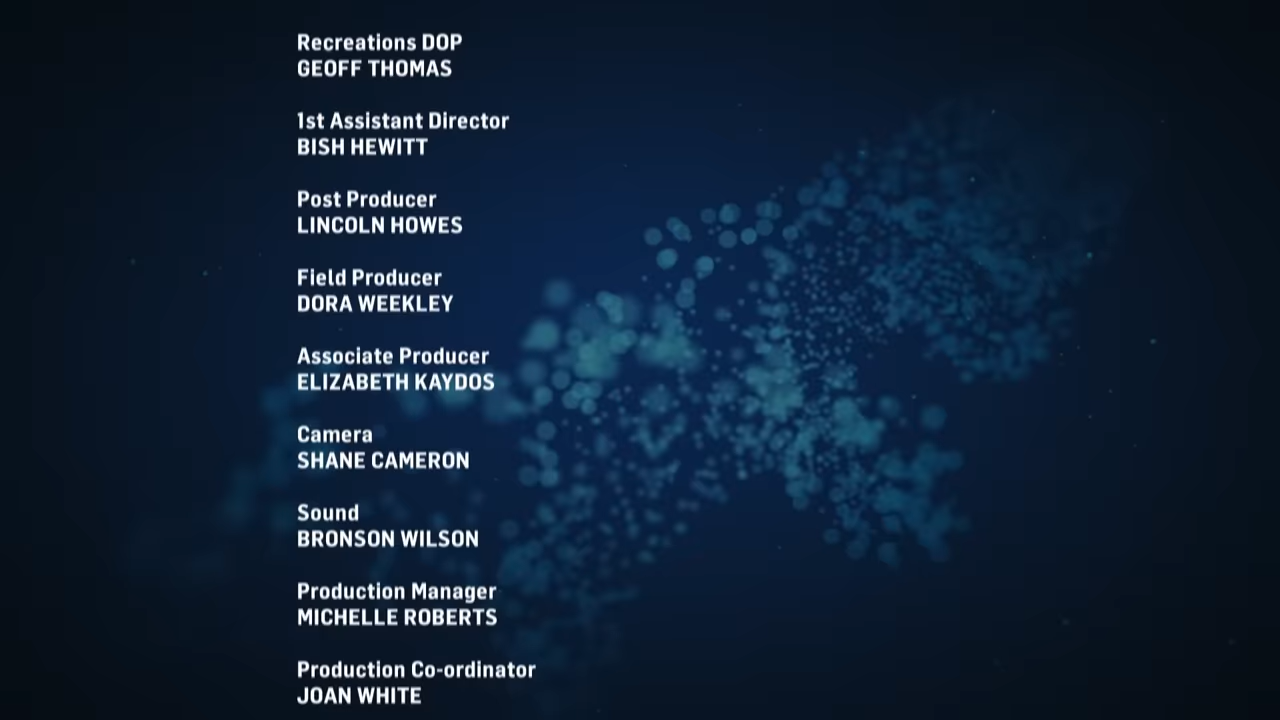 Recreations DOP
GEOFF THOMAS
1st Assistant Director
BISH HEWITT
Post Producer
LINCOLN HOWES
Field Producer
DORA WEEKLEY
Associate Producer
ELIZABETH KAYDOS
Camera
SHANE CAMERON
Sound
BRONSON WILSON
Production Manager
MICHELLE ROBERTS
Production Co-ordinator
JOAN WHITE